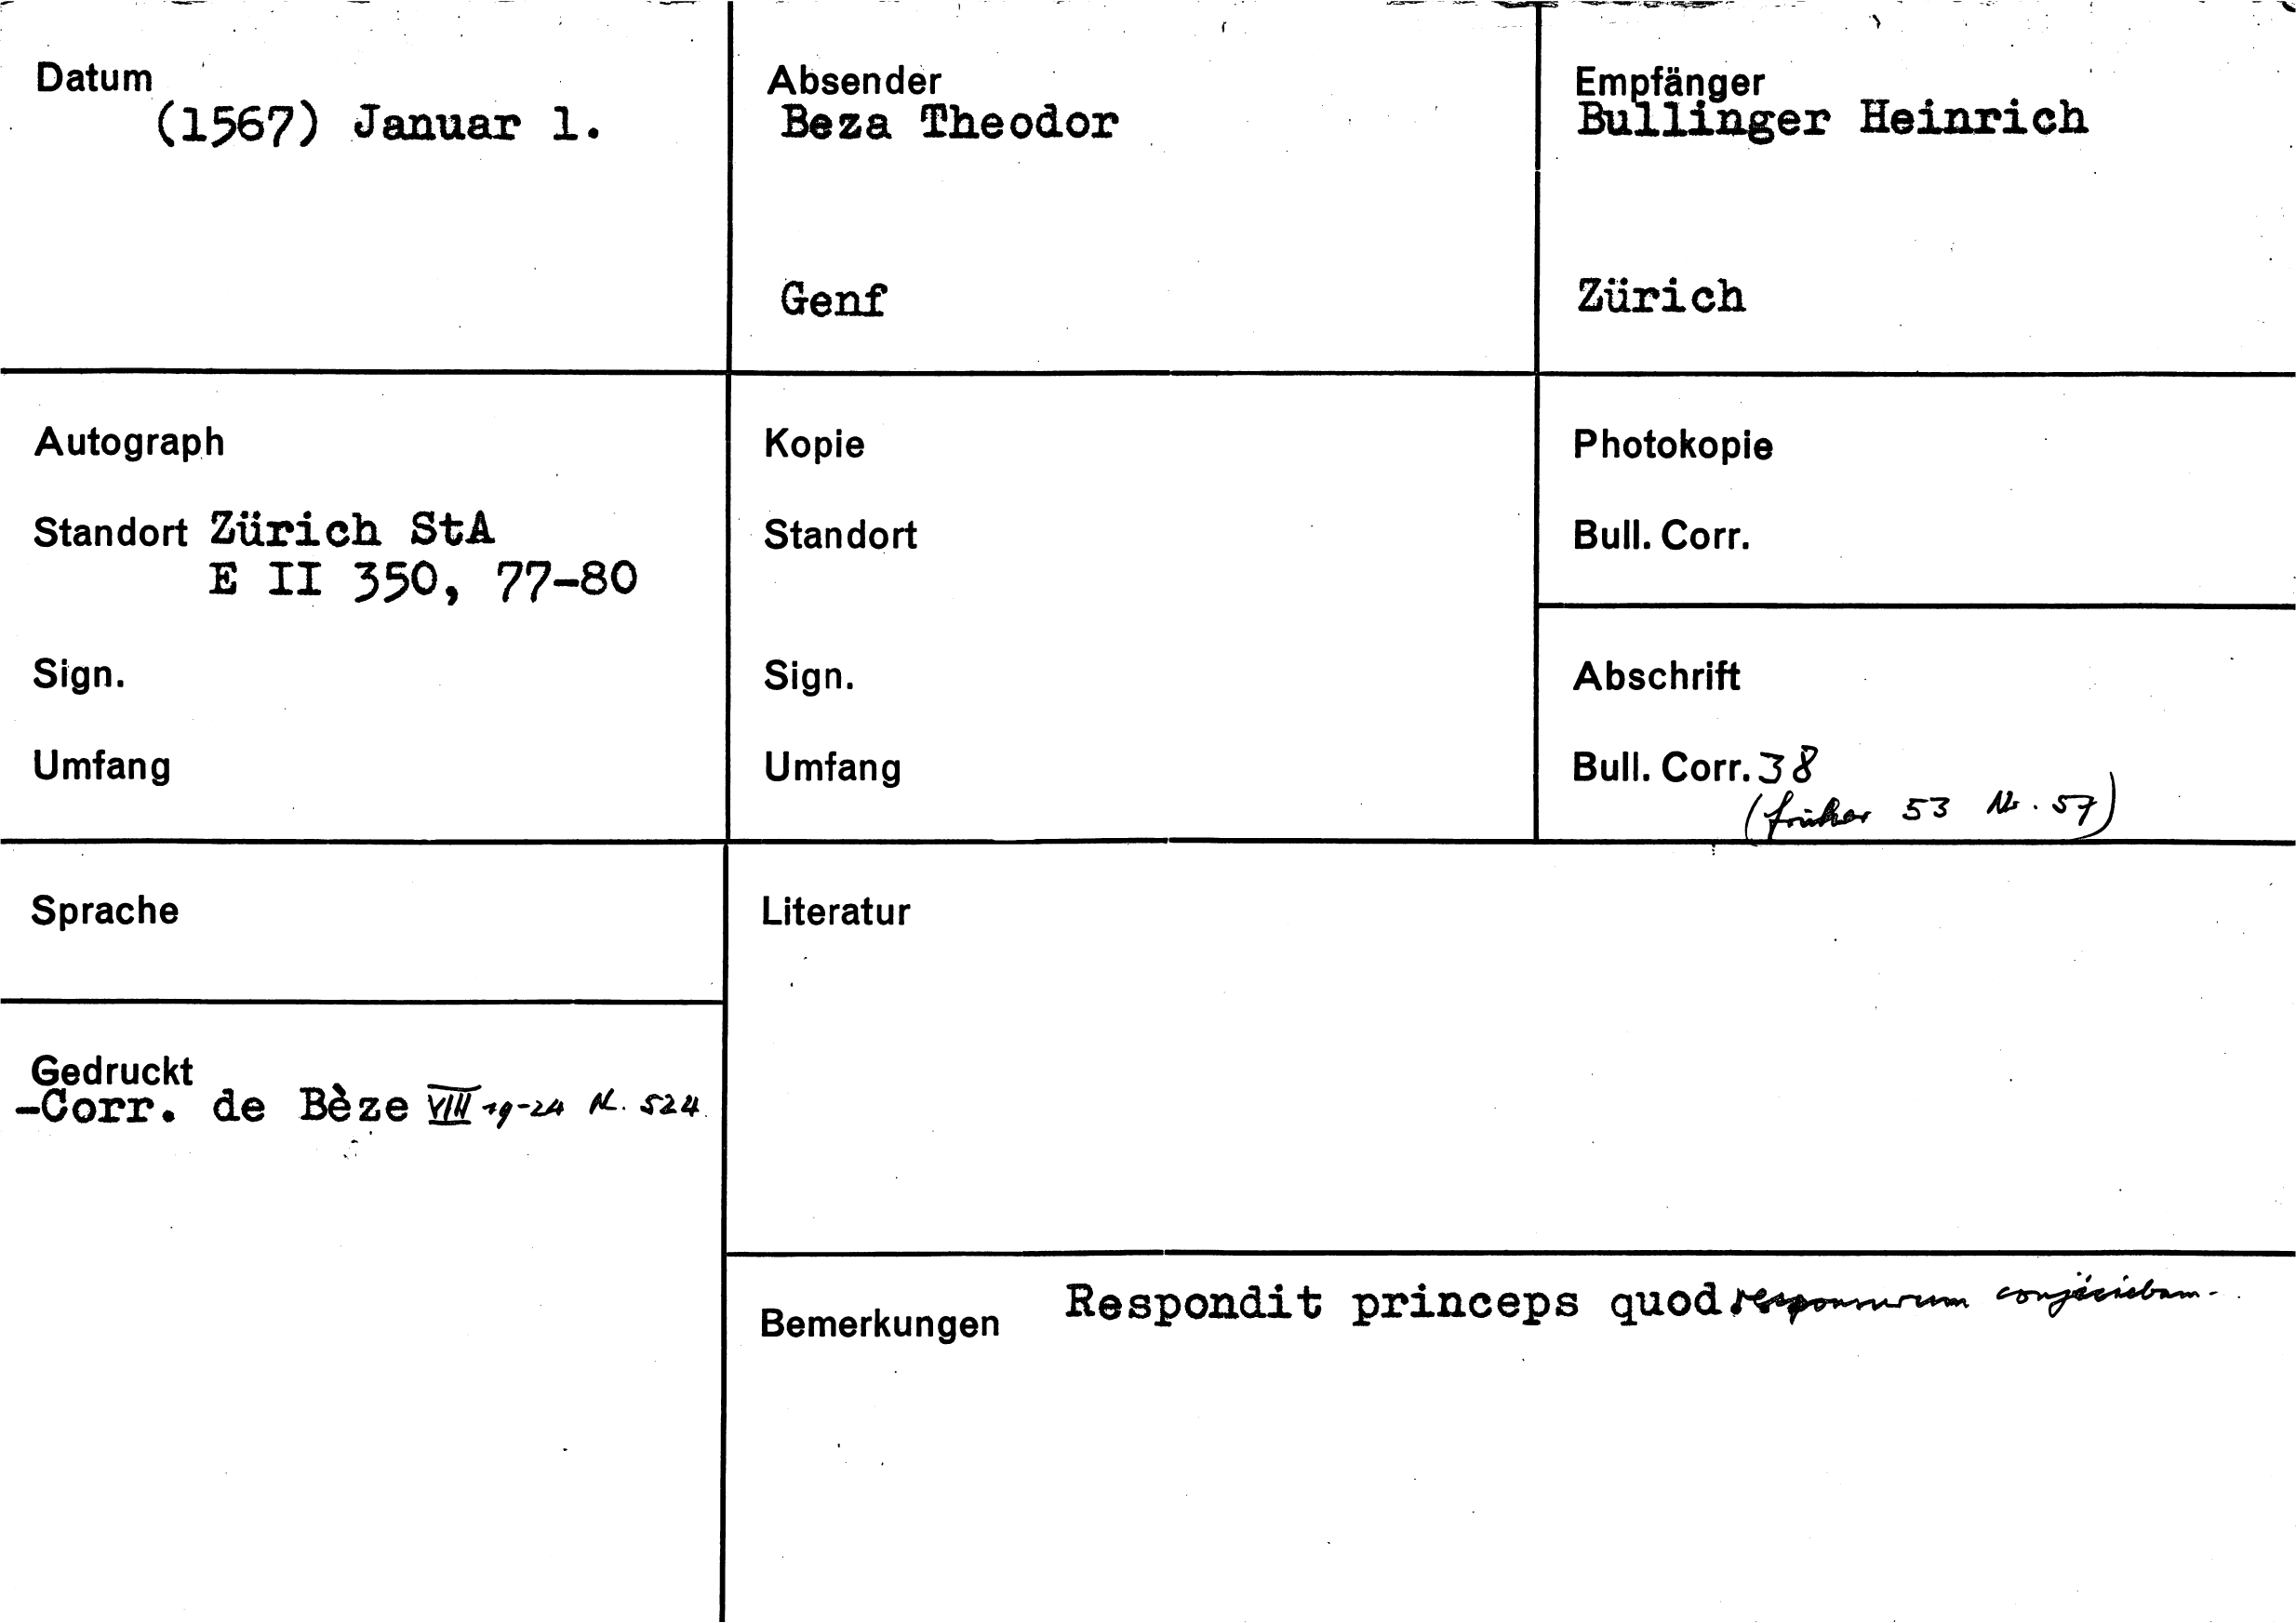 Datum
(1567) Januar 1.
Absender
Beza Theodor
Genf
Empfänger
Bullinger Heinrich
Zürich
Autograph
Standort Zürich StA
E II 350, 77-80
Sign.
Umfang
Kopie
Standort
Sign.
Umfang
Photokopie
Bull. Corr.
Abschrift
Bull. Corr. 38
(früher 53 Nr. 57)
Sprache
Gedruckt
-Corr. de Bèze VIII 19-24 Nr. 524
Literatur
Bemerkungen Respondit princeps quod responsurum conjiciebam.